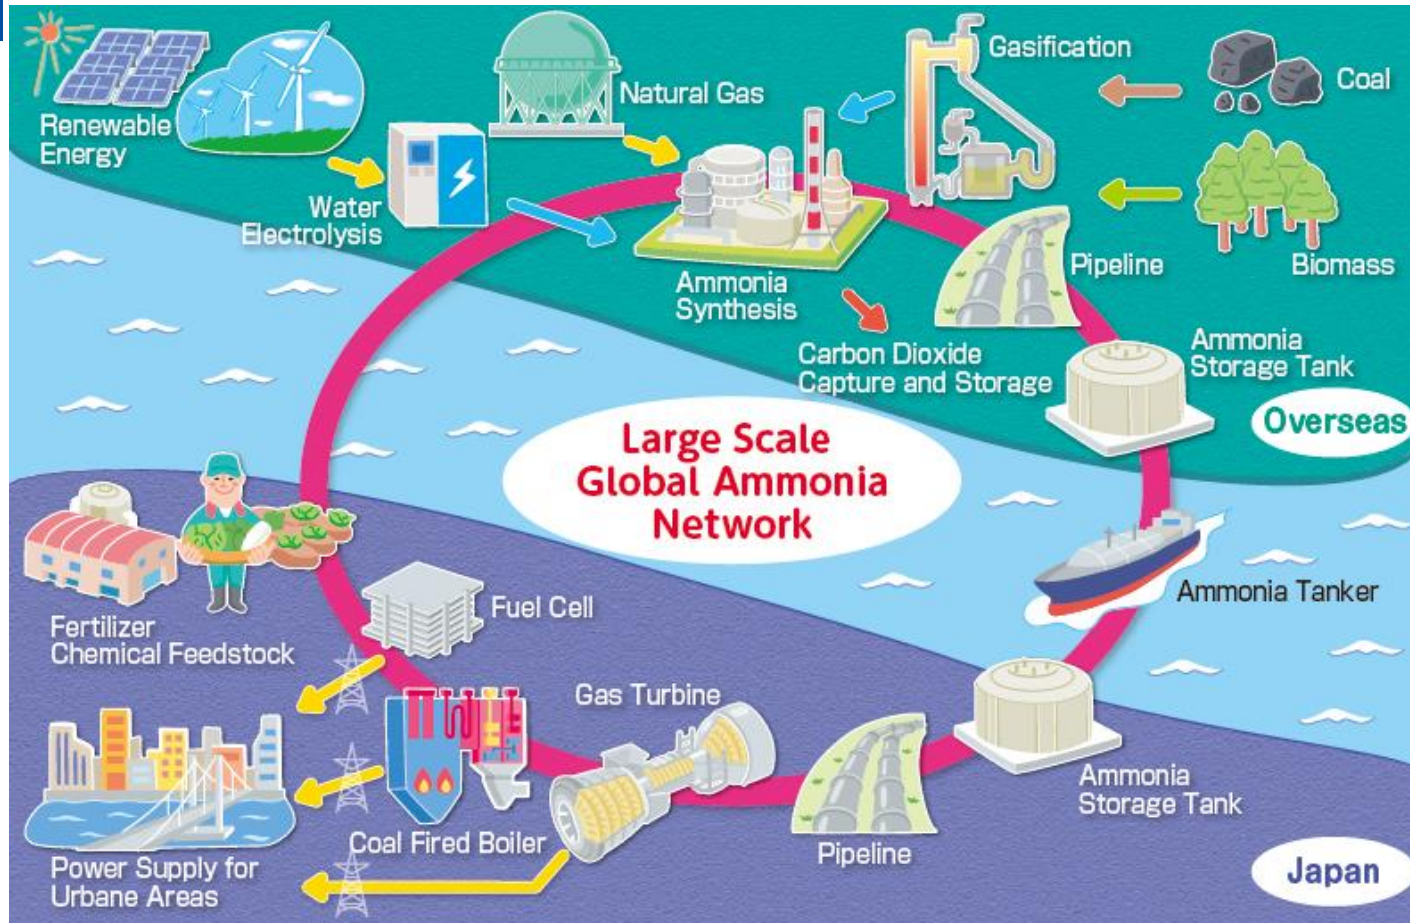 Renewable
Energy
Natural Gas
Gasification
Coal
Water
Electrolysis
Ammonia
Synthesis
Pipeline
Biomass
Carbon Dioxide
Capture and Storage
Ammonia
Storage Tank
Overseas
Large Scale
Global Ammonia
Network
Ammonia Tanker
Fertilizer
Chemical Feedstock
Fuel Cell
Gas Turbine
Ammonia
Storage Tank
Coal Fired Boiler
Pipeline
Power Supply for
Urbane Areas
Japan